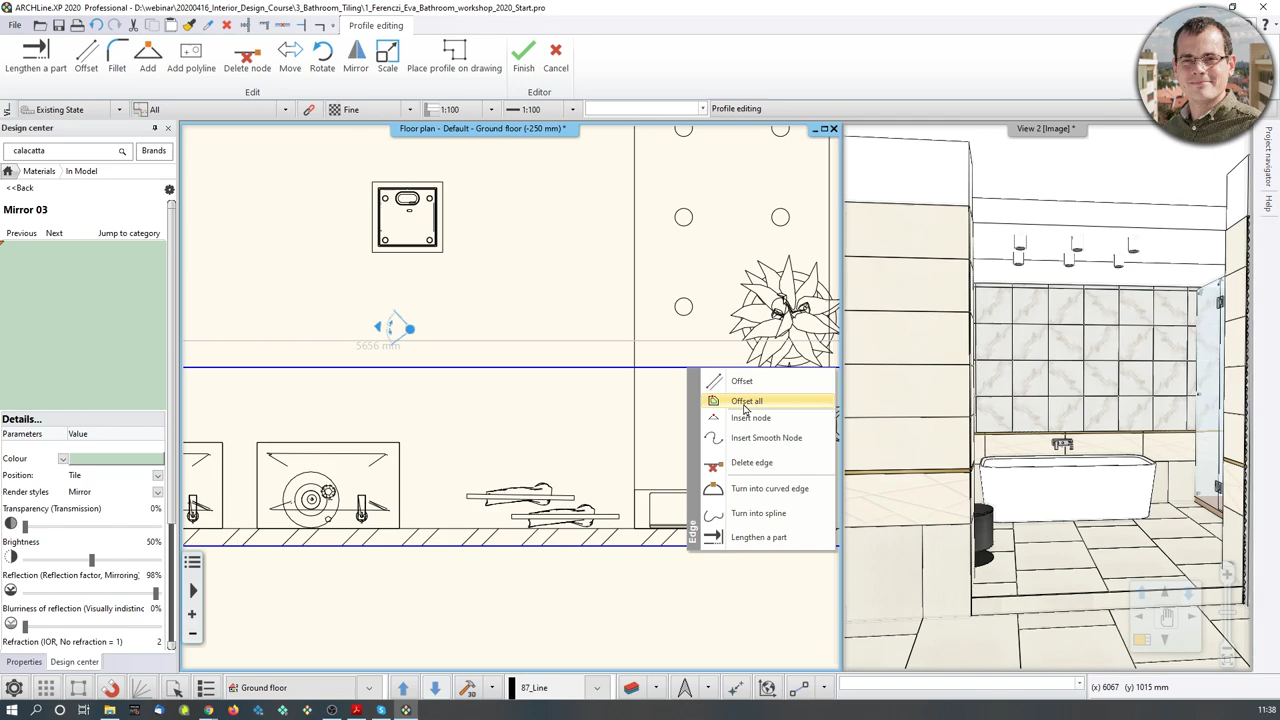 ARCHLine.XP 2020 Professional - D:\webinar\20200416_Interior_Design_Course\3_Bathroom_Tiling\1_Ferenczi_Eva_Bathroom_workshop_2020_Start.pro
File
Profile editing
Lengthen a part
Offset
Fillet
Add
Add polyline
Delete node
Move
Rotate
Mirror
Scale
Place profile on drawing
Finish
Cancel
Edit
Editor
Existing State
All
Fine
1:100
1:100
Profile editing
Design center
Floor plan - Default - Ground floor (-250 mm) *
View 2 [Image] *
calacatta
Brands
Materials
In Model
<<Back
Mirror 03
Previous
Next
Jump to category
Project navigator
Help
5656 mm
Offset
Offset all
Insert node
Insert Smooth Node
Delete edge
Turn into curved edge
Turn into spline
Lengthen a part
Edge
Details...
Parameters
Value
Colour
Position:
Tile
Render styles
Mirror
Transparency (Transmission)
0%
Brightness
50%
Reflection (Reflection factor, Mirroring,
98%
Blurriness of reflection (Visually indistinc
0%
Refraction (IOR, No refraction = 1)
2
Properties
Design center
Ground floor
87_Line
(x) 6067 (y) 1015 mm
11:38